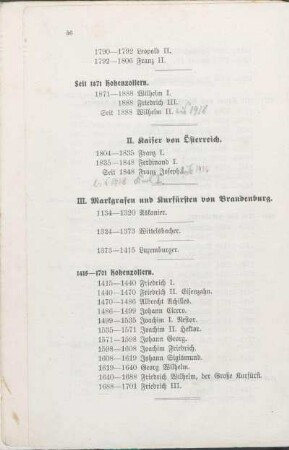 86
1790—1792 Leopold II.
1792—1806 Franz II.
Seit 1871 Hohenzollern.
1871—1888 Wilhelm I.
1888 Friedrich III.
Seit 1888 Wilhelm II. bis 1918
II. Kaiser von Österreich.
1804—1835 Franz I.
1835—1848 Ferdinand I.
Seit 1848 Franz Joseph I.
III. Markgrafen und Kurfürsten von Brandenburg.
1134—1320 Askanier.
1324—1373 Wittelsbacher.
1373—1415 Luxemburger.
1415—1701 Hohenzollern.
1415—1440 Friedrich I.
1440—1470 Friedrich II. Eisenzahn.
1470—1486 Albrecht Achilles.
1486—1499 Johann Cicero.
1499—1535 Joachim I. Nestor.
1535—1571 Joachim II. Hektor.
1571—1598 Johann Georg.
1598—1608 Joachim Friedrich.
1608—1619 Johann Sigismund.
1619—1640 Georg Wilhelm.
1640—1688 Friedrich Wilhelm, der Große Kurfürst.
1688—1701 Friedrich III.